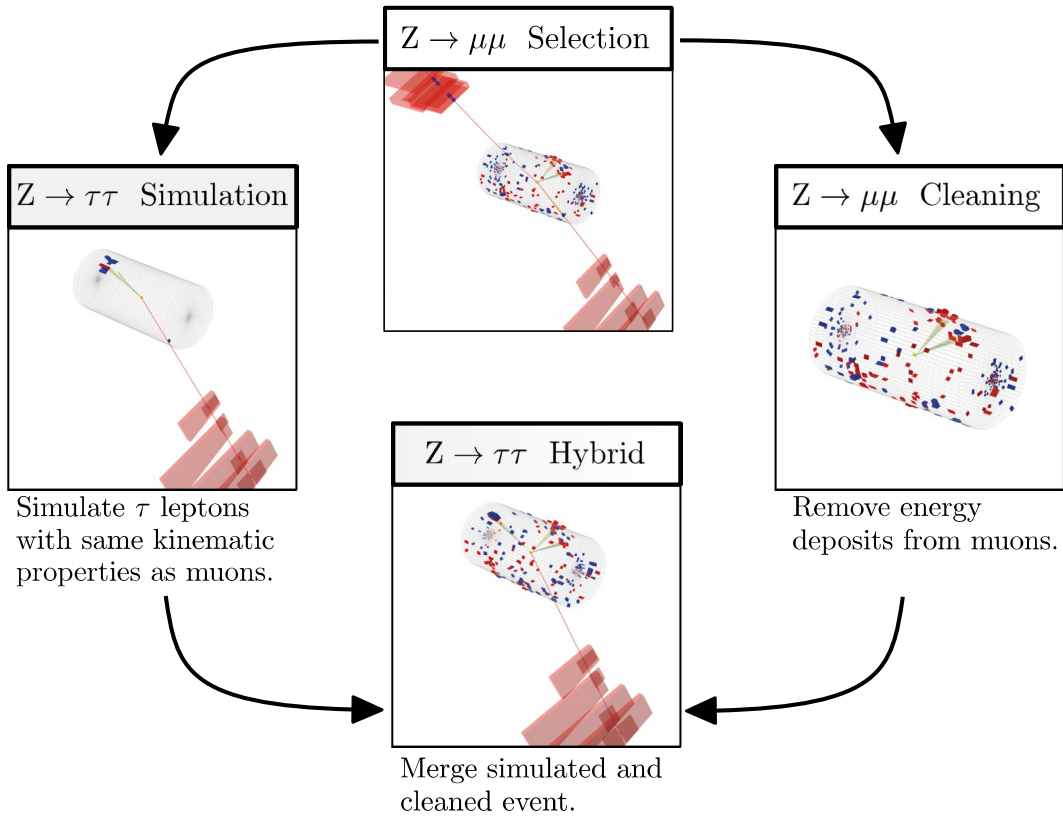 Z → μμ Selection
Z → ττ Simulation
Z → μμ Cleaning
Z → ττ Hybrid
Simulate τ leptons
with same kinematic
properties as muons.
Remove energy
deposits from muons.
Merge simulated and
cleaned event.